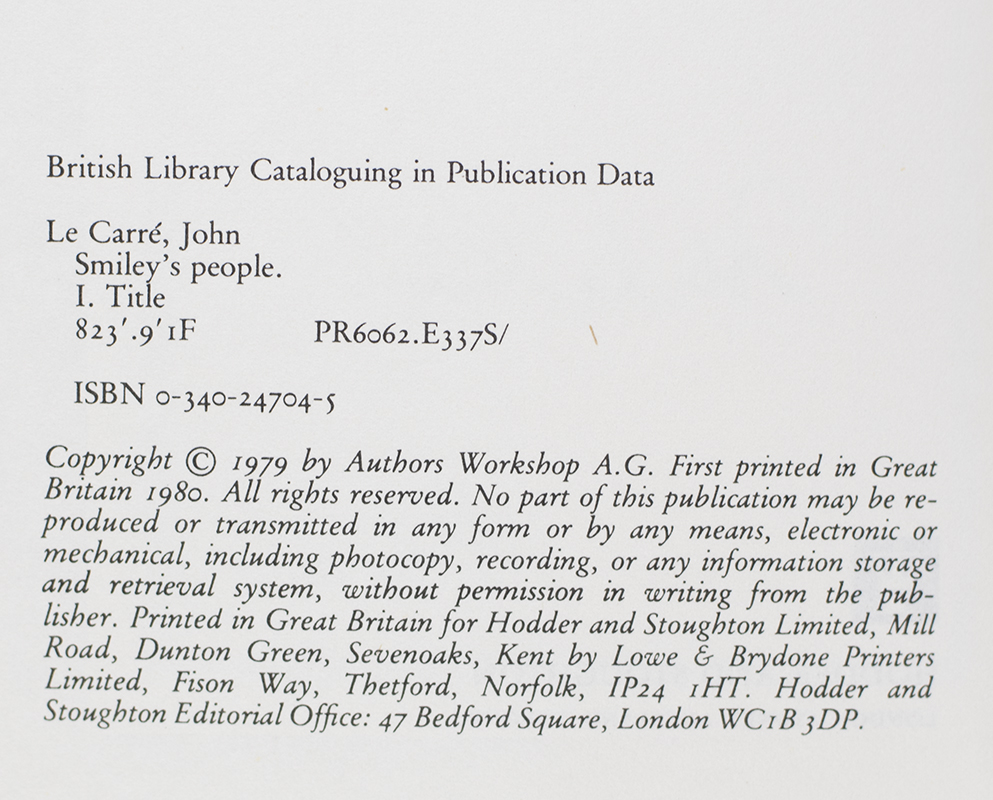 British Library Cataloguing in Publication Data
Le Carré, John
Smiley's people.
I. Title
823'.9'1F PR6062.E337S/
ISBN 0-340-24704-5
Copyright © 1979 by Authors Workshop A.G. First printed in Great
Britain 1980. All rights reserved. No part of this publication may be re-
produced or transmitted in any form or by any means, electronic or
mechanical, including photocopy, recording, or any information storage
and retrieval system, without permission in writing from the pub-
lisher. Printed in Great Britain for Hodder and Stoughton Limited, Mill
Road, Dunton Green, Sevenoaks, Kent by Lowe & Brydone Printers
Limited, Fison Way, Thetford, Norfolk, IP24 1HT. Hodder and
Stoughton Editorial Office: 47 Bedford Square, London WC1B 3DP.